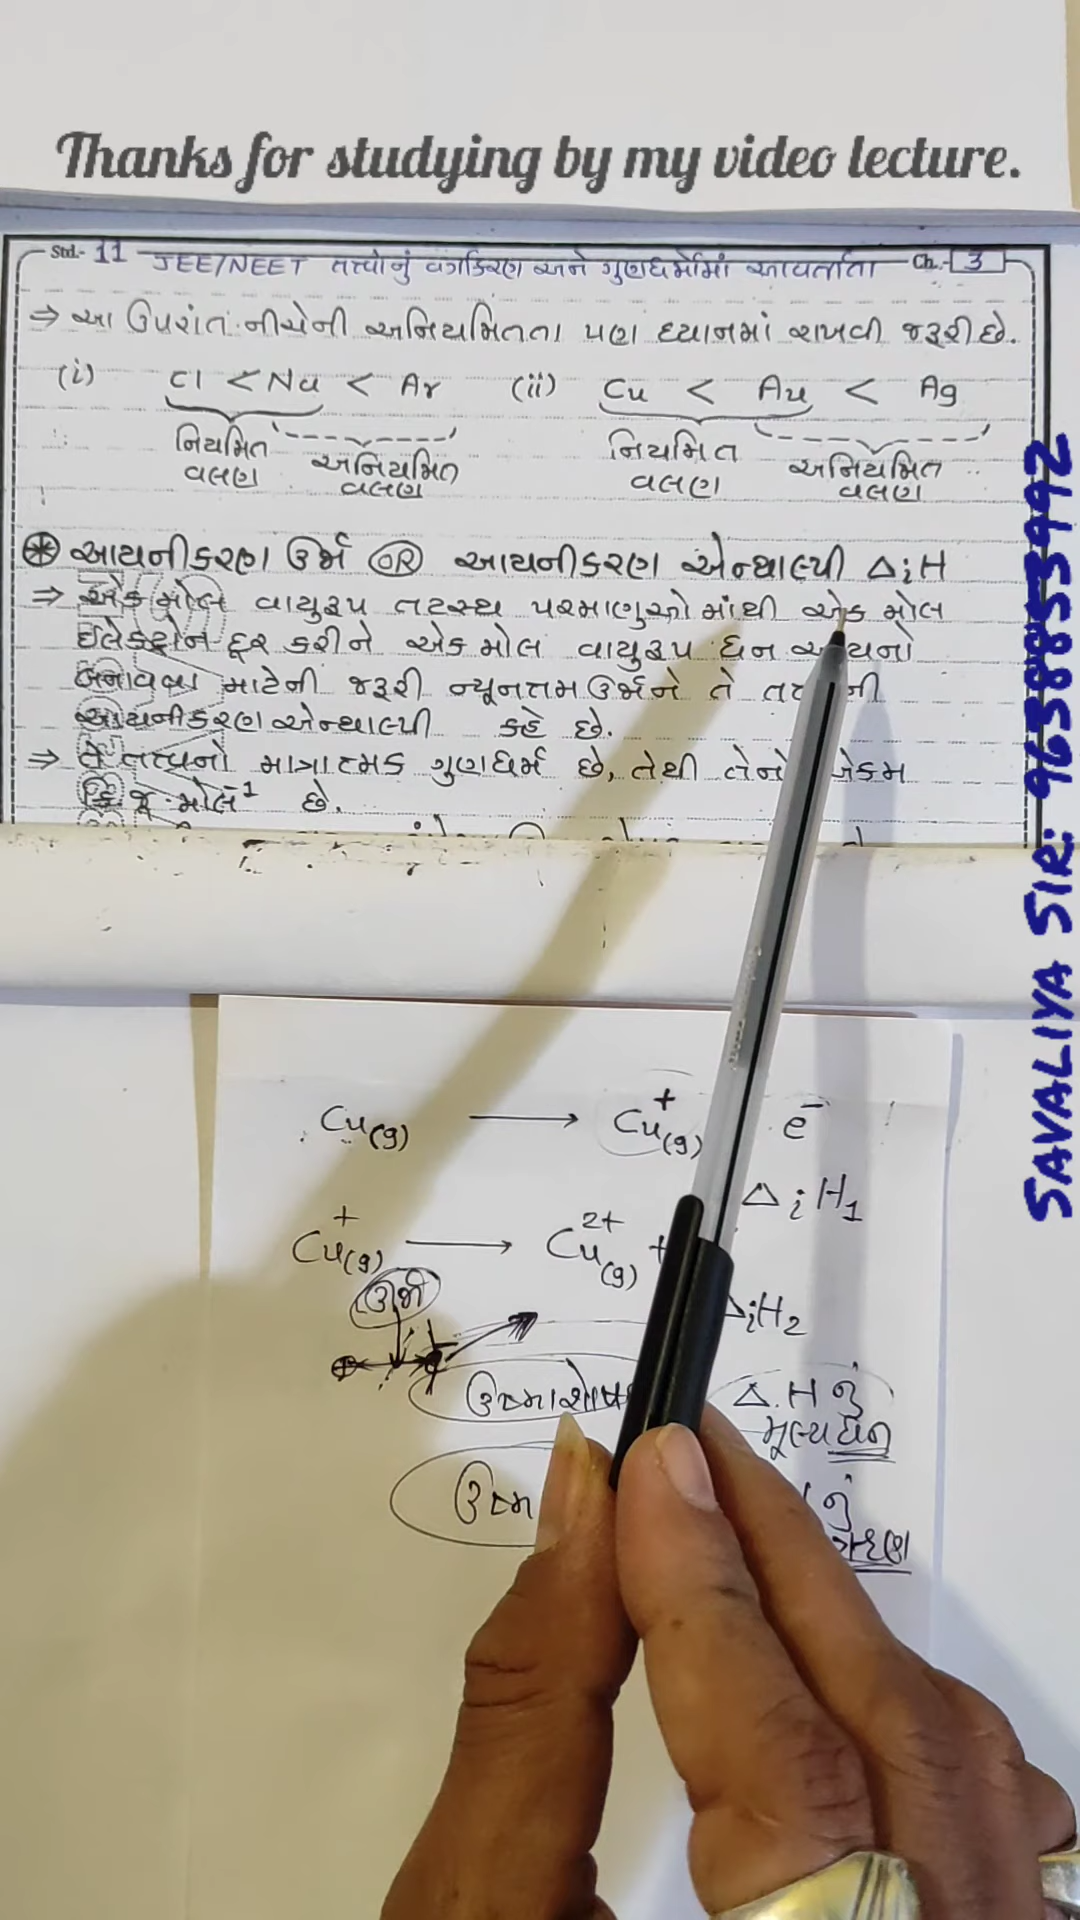 Thanks for studying by my video lecture.
Std.- 11 JEE/NEET તત્ત્વોનું વર્ગીકરણ અને ગુણધર્મોમાં આવર્તીતા Ch.- 3
⇒ આ ઉપરાંત નીચેની અનિયમિતતા પણ ધ્યાનમાં રાખવી જરૂરી છે.
(i) Cl < Na < Ar (ii) Cu < Au < Ag
નિયમિત વલણ અનિયમિત વલણ નિયમિત વલણ અનિયમિત વલણ
આયનીકરણ ઉર્જા OR આયનીકરણ એન્થાલ્પી ΔiH
⇒ એક મોલ વાયુરૂપ તટસ્થ પરમાણુઓમાંથી એક મોલ
ઈલેક્ટ્રોન દૂર કરીને એક મોલ વાયુરૂપ ધન
બનાવવા માટેની જરૂરી ન્યૂનત્તમ ઉર્જાને તે
આયનીકરણ એન્થાલ્પી કહે છે.
⇒ તે તત્ત્વનો માત્રાત્મક ગુણધર્મ છે, તેથી તેનો
કિ જૂ મોલ⁻¹ છે.
SAVALIYA SIR: 9638853992
Cu(g) → Cu⁺(g) e⁻
ΔiH₁
Cu⁺(g) → Cu²⁺(g) +
ઉર્જા
ΔiH₂
Δ.H નું
મૂલ્ય ધન
નું